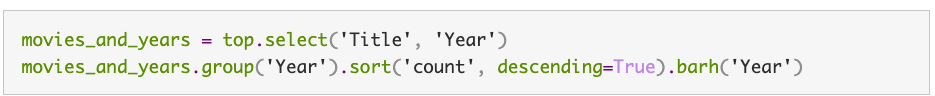 movies_and_years = top.select('Title', 'Year')
movies_and_years.group('Year').sort('count', descending=True).barh('Year')